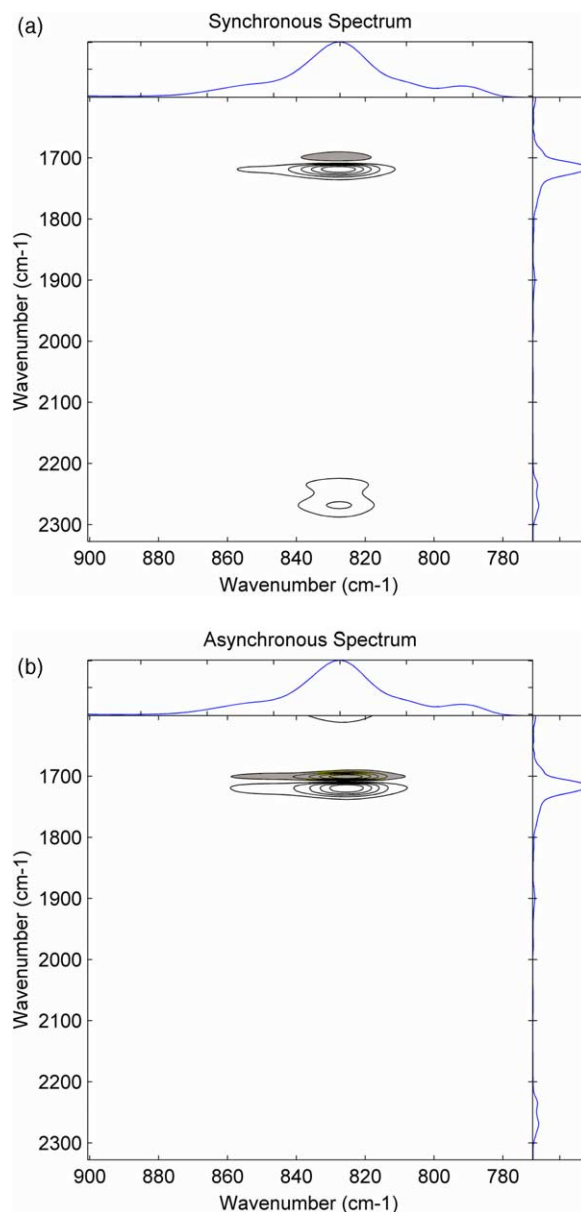 (a)
Synchronous Spectrum
1700
1800
1900
2000
2100
2200
2300
Wavenumber (cm-1)
900 880 860 840 820 800 780
Wavenumber (cm-1)
(b)
Asynchronous Spectrum
1700
1800
1900
2000
2100
2200
2300
Wavenumber (cm-1)
900 880 860 840 820 800 780
Wavenumber (cm-1)